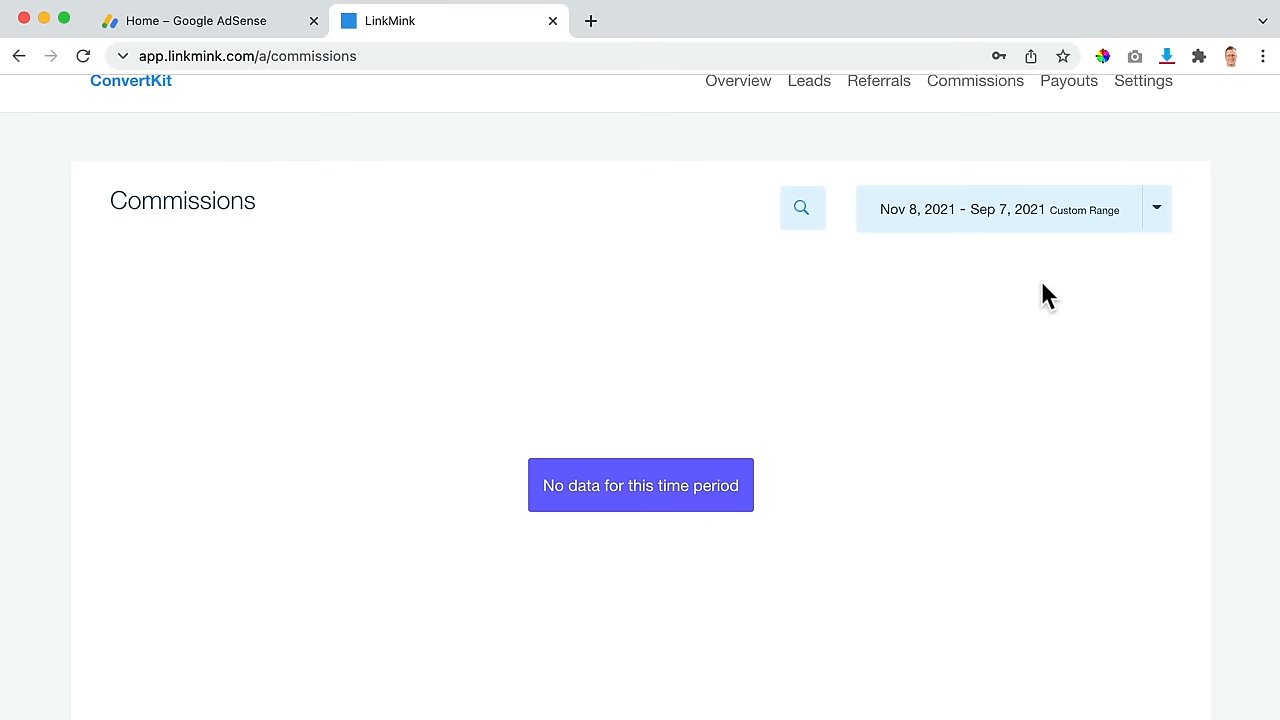 Home – Google AdSense
LinkMink
app.linkmink.com/a/commissions
ConvertKit
Overview Leads Referrals Commissions Payouts Settings
Commissions
Nov 8, 2021 - Sep 7, 2021 Custom Range
No data for this time period